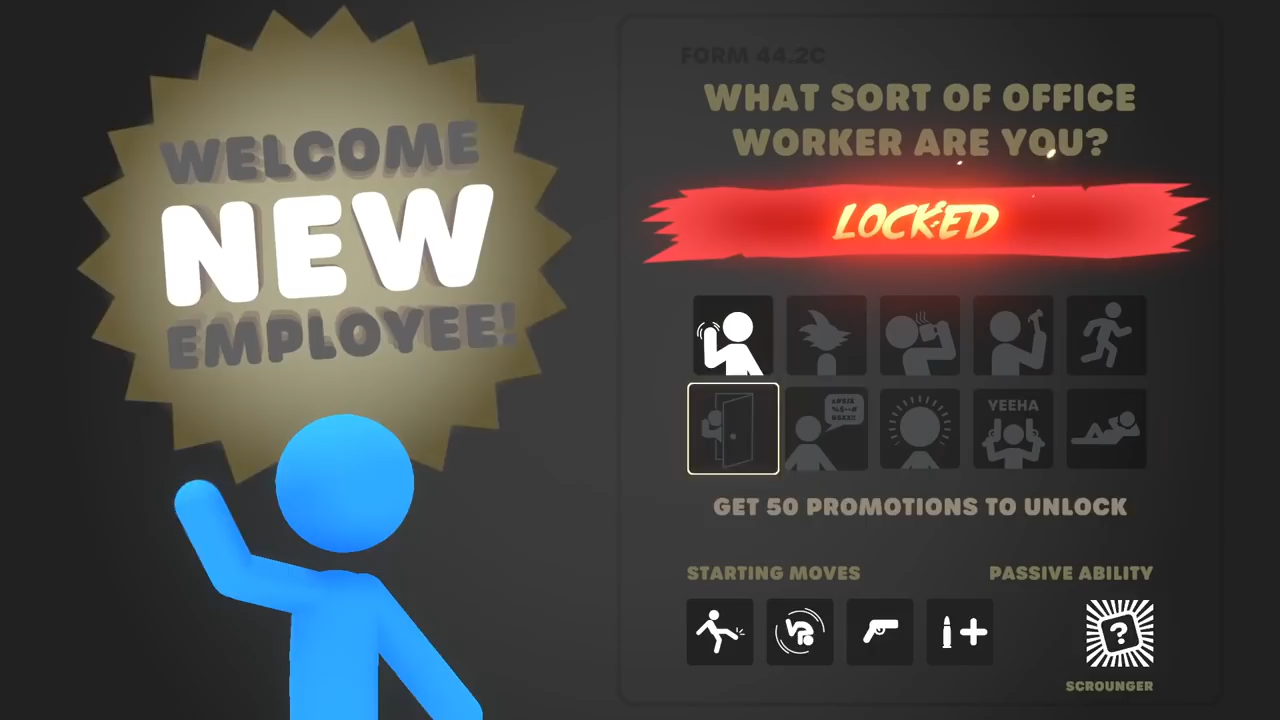 WELCOME
NEW
EMPLOYEE!
FORM 44.2C
WHAT SORT OF OFFICE
WORKER ARE YOU?
LOCKED
YEEHA
GET 50 PROMOTIONS TO UNLOCK
STARTING MOVES
PASSIVE ABILITY
?
SCROUNGER